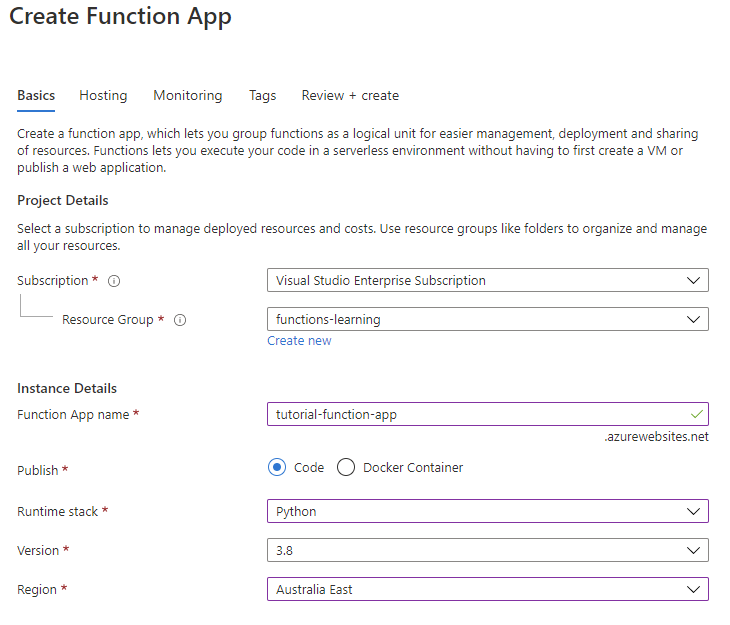 Create Function App
Basics Hosting Monitoring Tags Review + create
Create a function app, which lets you group functions as a logical unit for easier management, deployment and sharing
of resources. Functions lets you execute your code in a serverless environment without having to first create a VM or
publish a web application.
Project Details
Select a subscription to manage deployed resources and costs. Use resource groups like folders to organize and manage
all your resources.
Subscription * Visual Studio Enterprise Subscription
Resource Group * functions-learning
Create new
Instance Details
Function App name * tutorial-function-app
.azurewebsites.net
Publish * Code Docker Container
Runtime stack * Python
Version * 3.8
Region * Australia East